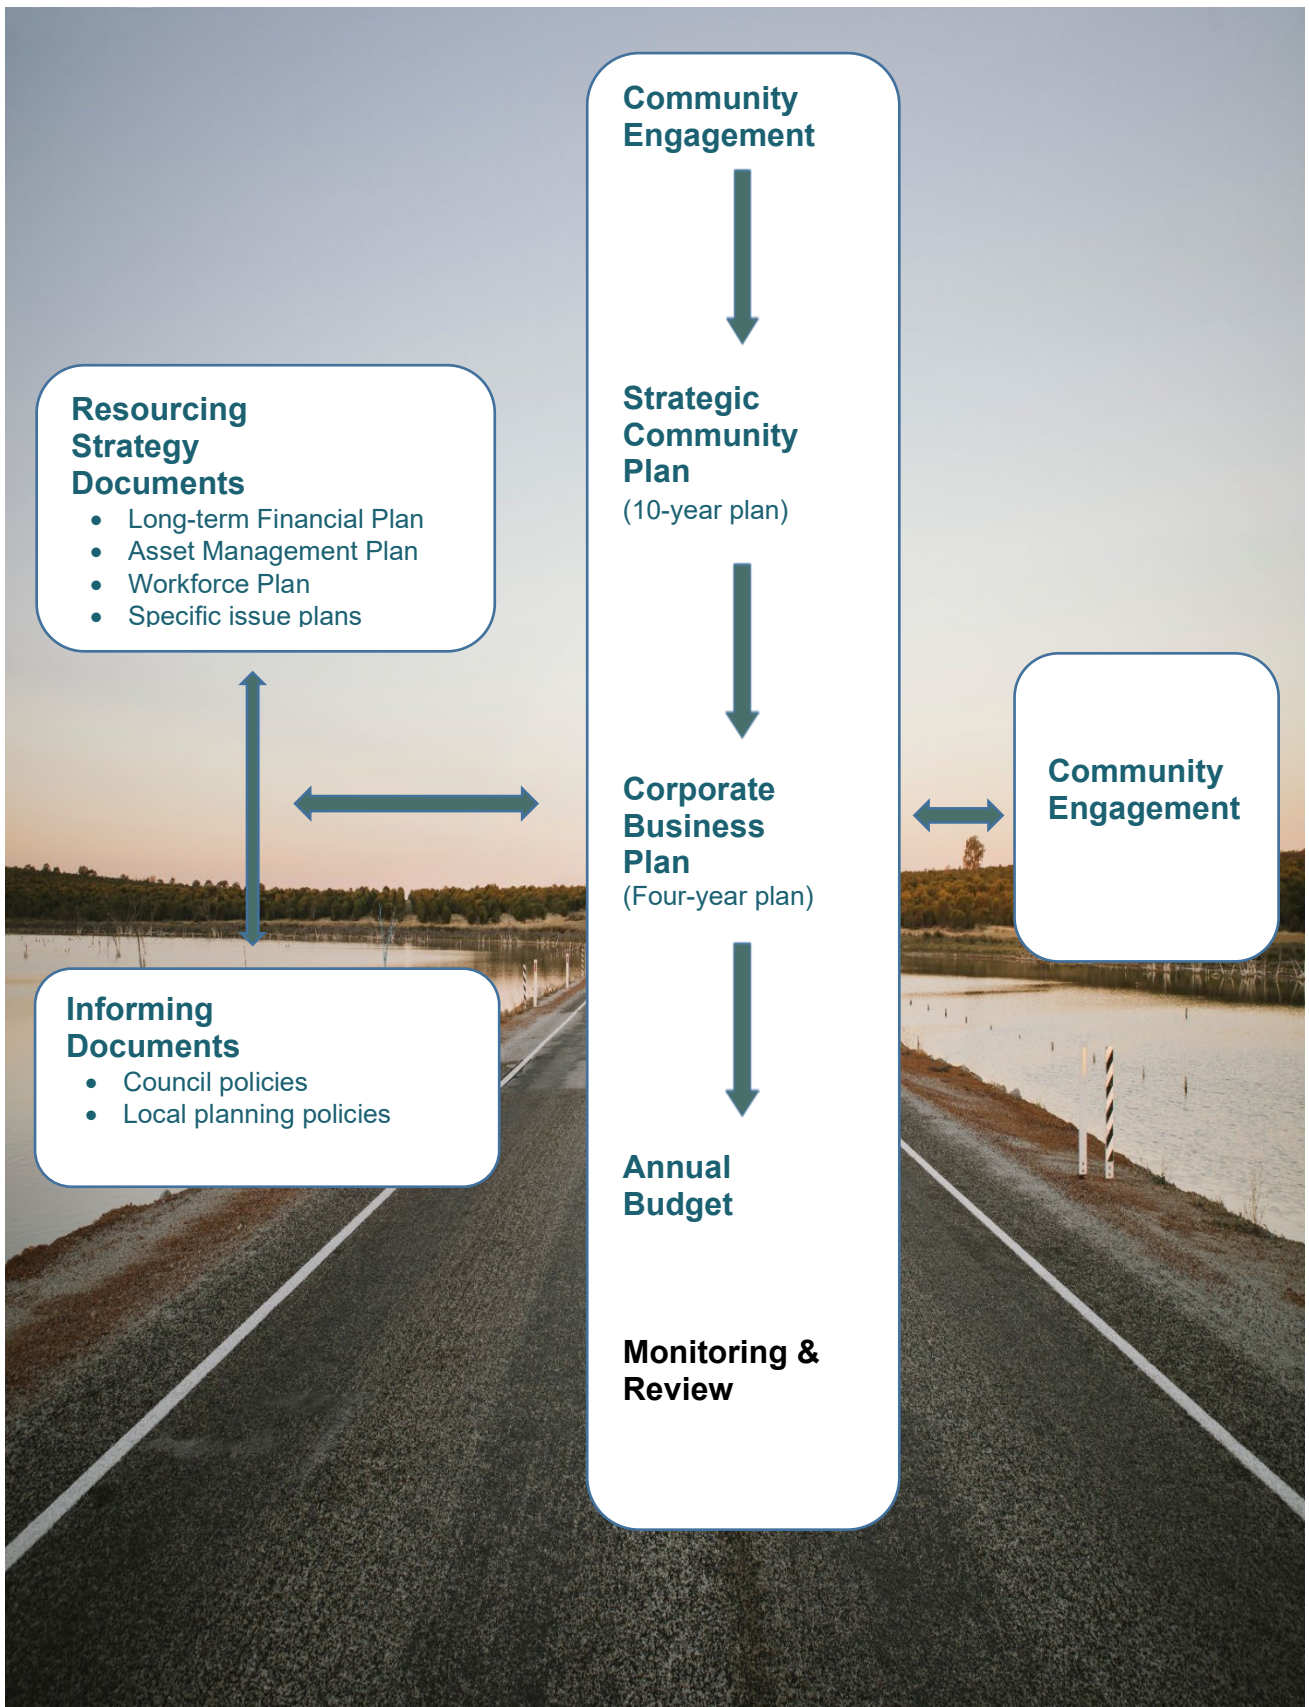 Community
Engagement
Strategic
Community
Plan
(10-year plan)
Corporate
Business
Plan
(Four-year plan)
Annual
Budget
Monitoring &
Review
Resourcing
Strategy
Documents
• Long-term Financial Plan
• Asset Management Plan
• Workforce Plan
• Specific issue plans
Informing
Documents
• Council policies
• Local planning policies
Community
Engagement